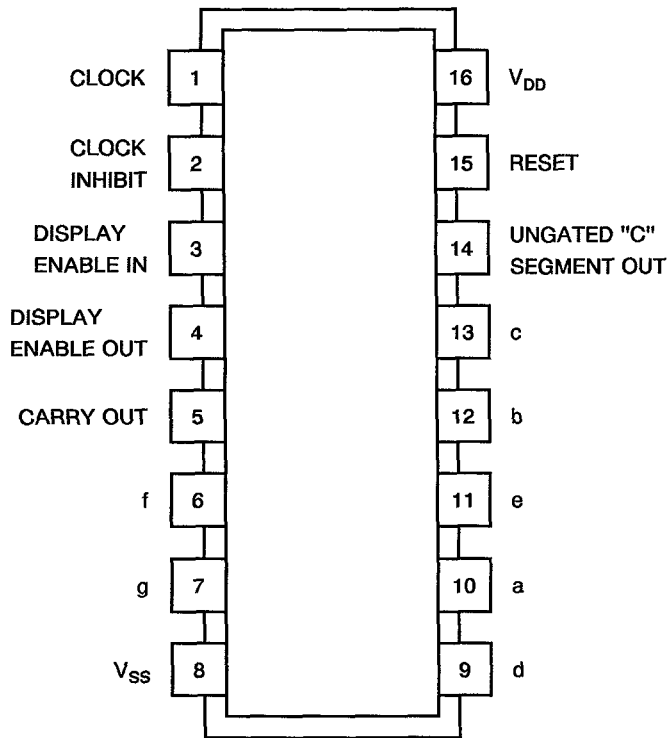 CLOCK 1 16 V_DD
CLOCK
INHIBIT 2 15 RESET
DISPLAY
ENABLE IN 3 14 UNGATED "C"
SEGMENT OUT
DISPLAY
ENABLE OUT 4 13 c
CARRY OUT 5 12 b
f 6 11 e
g 7 10 a
V_SS 8 9 d